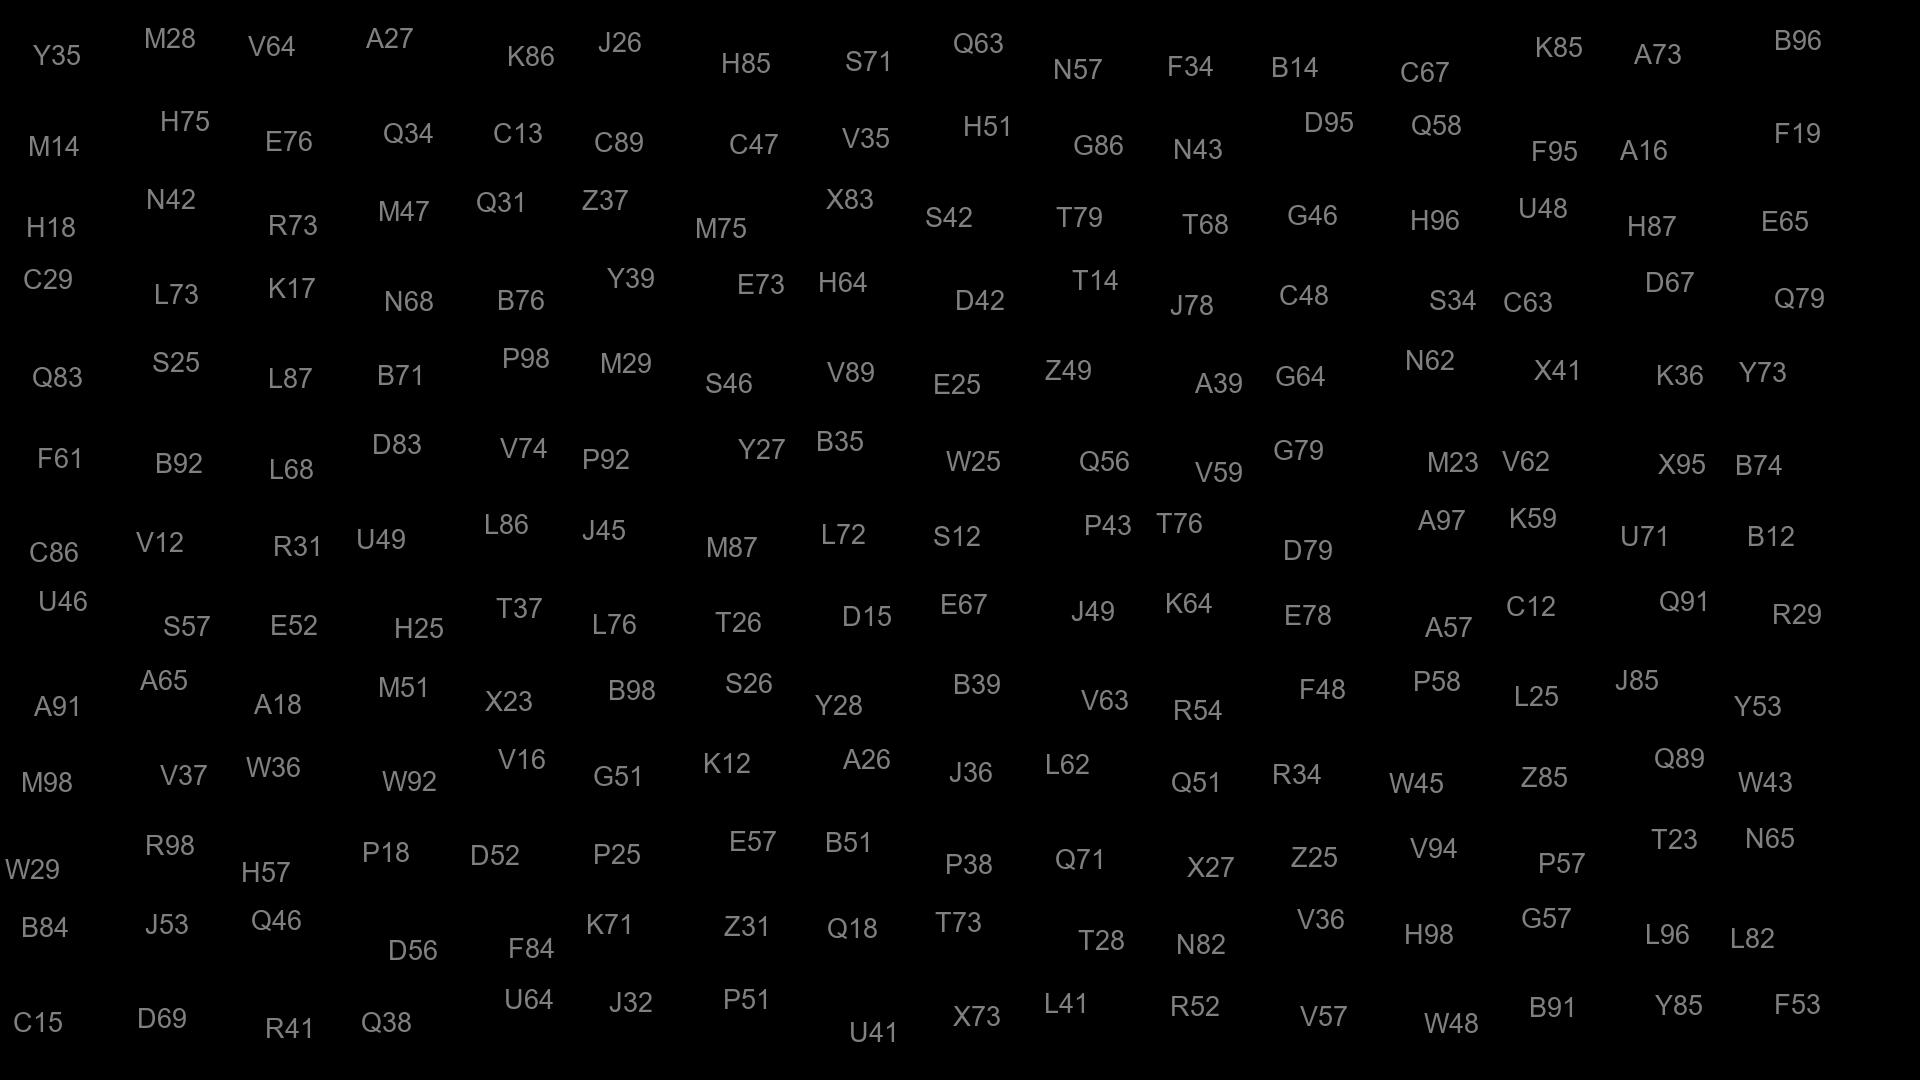 Y35 M28 V64 A27 K86 J26 H85 S71 Q63 N57 F34 B14 C67 K85 A73 B96
M14 H75 E76 Q34 C13 C89 C47 V35 H51 G86 N43 D95 Q58 F95 A16 F19
H18 N42 R73 M47 Q31 Z37 M75 X83 S42 T79 T68 G46 H96 U48 H87 E65
C29 L73 K17 N68 B76 Y39 E73 H64 D42 T14 J78 C48 S34 C63 D67 Q79
Q83 S25 L87 B71 P98 M29 S46 V89 E25 Z49 A39 G64 N62 X41 K36 Y73
F61 B92 L68 D83 V74 P92 Y27 B35 W25 Q56 V59 G79 M23 V62 X95 B74
C86 V12 R31 U49 L86 J45 M87 L72 S12 P43 T76 D79 A97 K59 U71 B12
U46 S57 E52 H25 T37 L76 T26 D15 E67 J49 K64 E78 A57 C12 Q91 R29
A91 A65 A18 M51 X23 B98 S26 Y28 B39 V63 R54 F48 P58 L25 J85 Y53
M98 V37 W36 W92 V16 G51 K12 A26 J36 L62 Q51 R34 W45 Z85 Q89 W43
W29 R98 H57 P18 D52 P25 E57 B51 P38 Q71 X27 Z25 V94 P57 T23 N65
B84 J53 Q46 D56 F84 K71 Z31 Q18 T73 T28 N82 V36 H98 G57 L96 L82
C15 D69 R41 Q38 U64 J32 P51 U41 X73 L41 R52 V57 W48 B91 Y85 F53